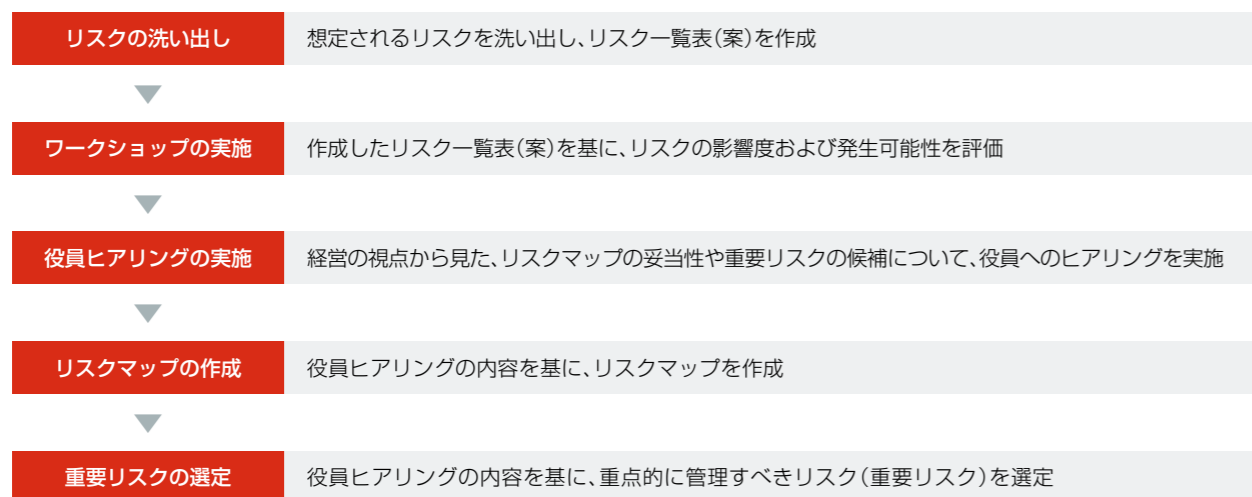 リスクの洗い出し
想定されるリスクを洗い出し、リスク一覧表(案)を作成
ワークショップの実施
作成したリスク一覧表(案)を基に、リスクの影響度および発生可能性を評価
役員ヒアリングの実施
経営の視点から見た、リスクマップの妥当性や重要リスクの候補について、役員へのヒアリングを実施
リスクマップの作成
役員ヒアリングの内容を基に、リスクマップを作成
重要リスクの選定
役員ヒアリングの内容を基に、重点的に管理すべきリスク(重要リスク)を選定